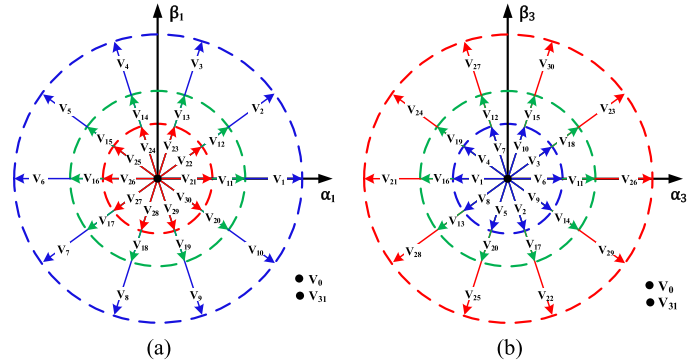 β₁
V₄ V₃
V₅ V₂
V₁₄ V₁₃
V₁₅ V₁₂
V₂₄ V₂₃
V₂₅ V₂₂
V₆ V₁₆ V₂₆ V₂₁ V₁₁ V₁ α₁
V₂₇ V₃₀
V₂₈ V₂₉
V₁₇ V₂₀
V₁₈ V₁₉
V₇ V₁₀
V₈ V₉
V₀
V₃₁
(a)
β₃
V₂₇ V₃₀
V₂₄ V₂₃
V₁₂ V₁₅
V₁₉ V₁₈
V₇ V₁₀
V₄ V₃
V₂₁ V₁₆ V₁ V₆ V₁₁ V₂₆ α₃
V₈ V₉
V₅ V₂
V₁₃ V₁₄
V₂₀ V₁₇
V₂₈ V₂₉
V₂₅ V₂₂
V₀
V₃₁
(b)